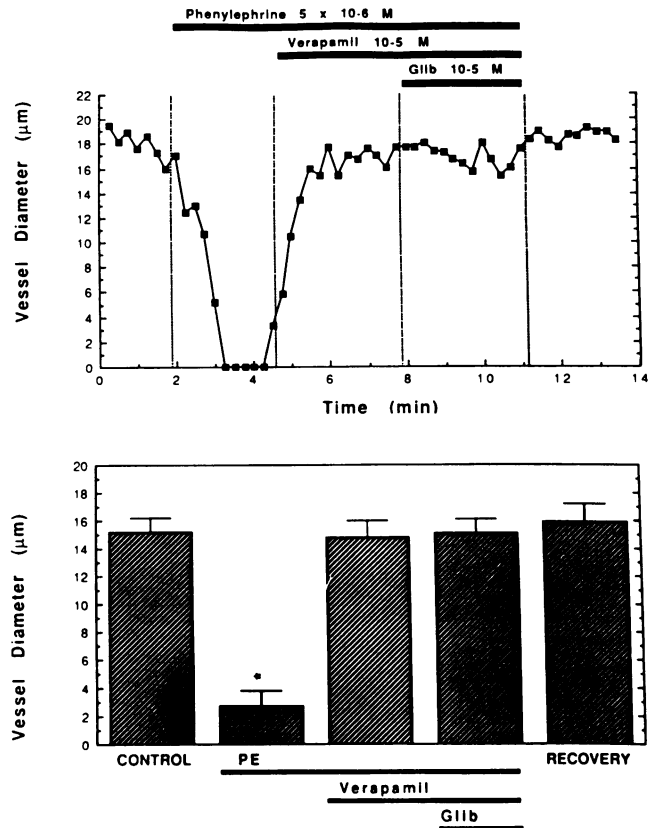 Phenylephrine 5 x 10-6 M
Verapamil 10-5 M
Glib 10-5 M
Vessel Diameter (μm)
22
20
18
16
14
12
10
8
6
4
2
0
0 2 4 6 8 10 12 14
Time (min)
Vessel Diameter (μm)
20
18
16
14
12
10
8
6
4
2
0
*
CONTROL PE RECOVERY
Verapamil
Glib